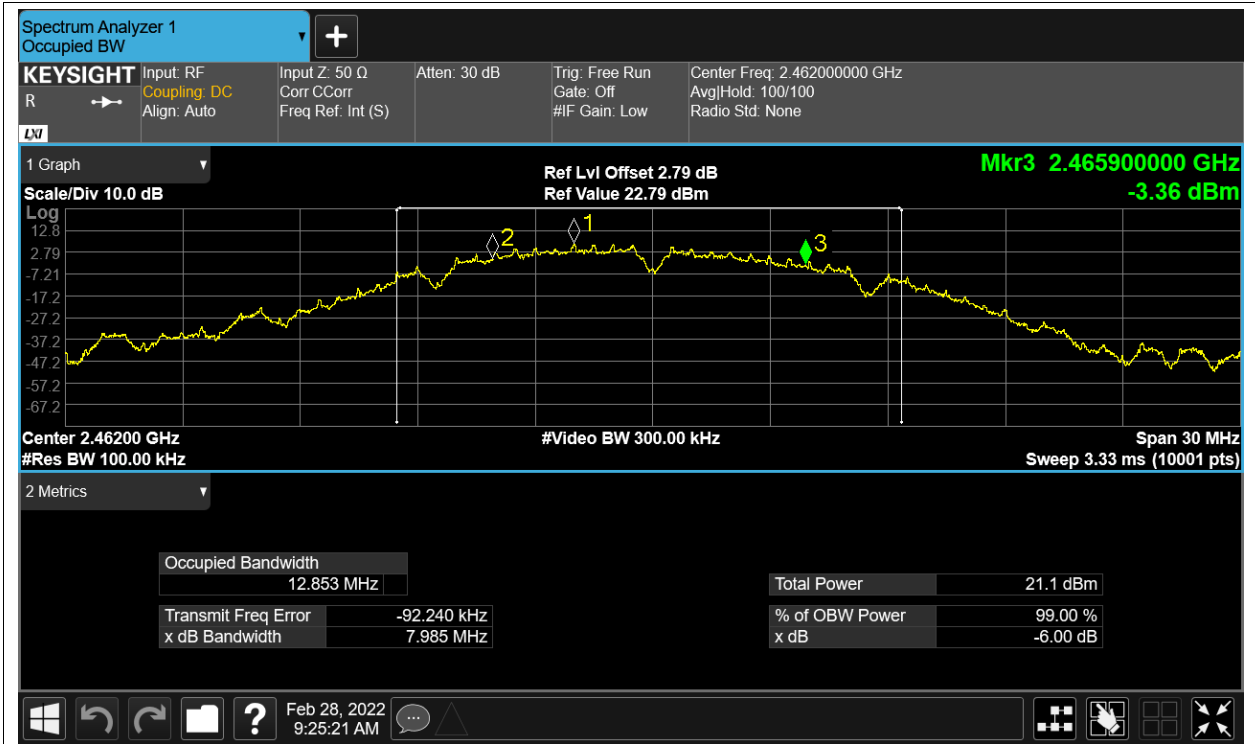 Spectrum Analyzer 1
Occupied BW
KEYSIGHT
R
LXI
Input: RF
Coupling: DC
Align: Auto
Input Z: 50 Ω
Corr CCorr
Freq Ref: Int (S)
Atten: 30 dB
Trig: Free Run
Gate: Off
#IF Gain: Low
Center Freq: 2.462000000 GHz
Avg|Hold: 100/100
Radio Std: None
1 Graph
Scale/Div 10.0 dB
Ref Lvl Offset 2.79 dB
Ref Value 22.79 dBm
Mkr3 2.465900000 GHz
-3.36 dBm
Log
12.8
2.79
-7.21
-17.2
-27.2
-37.2
-47.2
-57.2
-67.2
2
1
3
Center 2.46200 GHz
#Res BW 100.00 kHz
#Video BW 300.00 kHz
Span 30 MHz
Sweep 3.33 ms (10001 pts)
2 Metrics
Occupied Bandwidth
12.853 MHz
Transmit Freq Error -92.240 kHz
x dB Bandwidth 7.985 MHz
Total Power 21.1 dBm
% of OBW Power 99.00 %
x dB -6.00 dB
?
Feb 28, 2022
9:25:21 AM